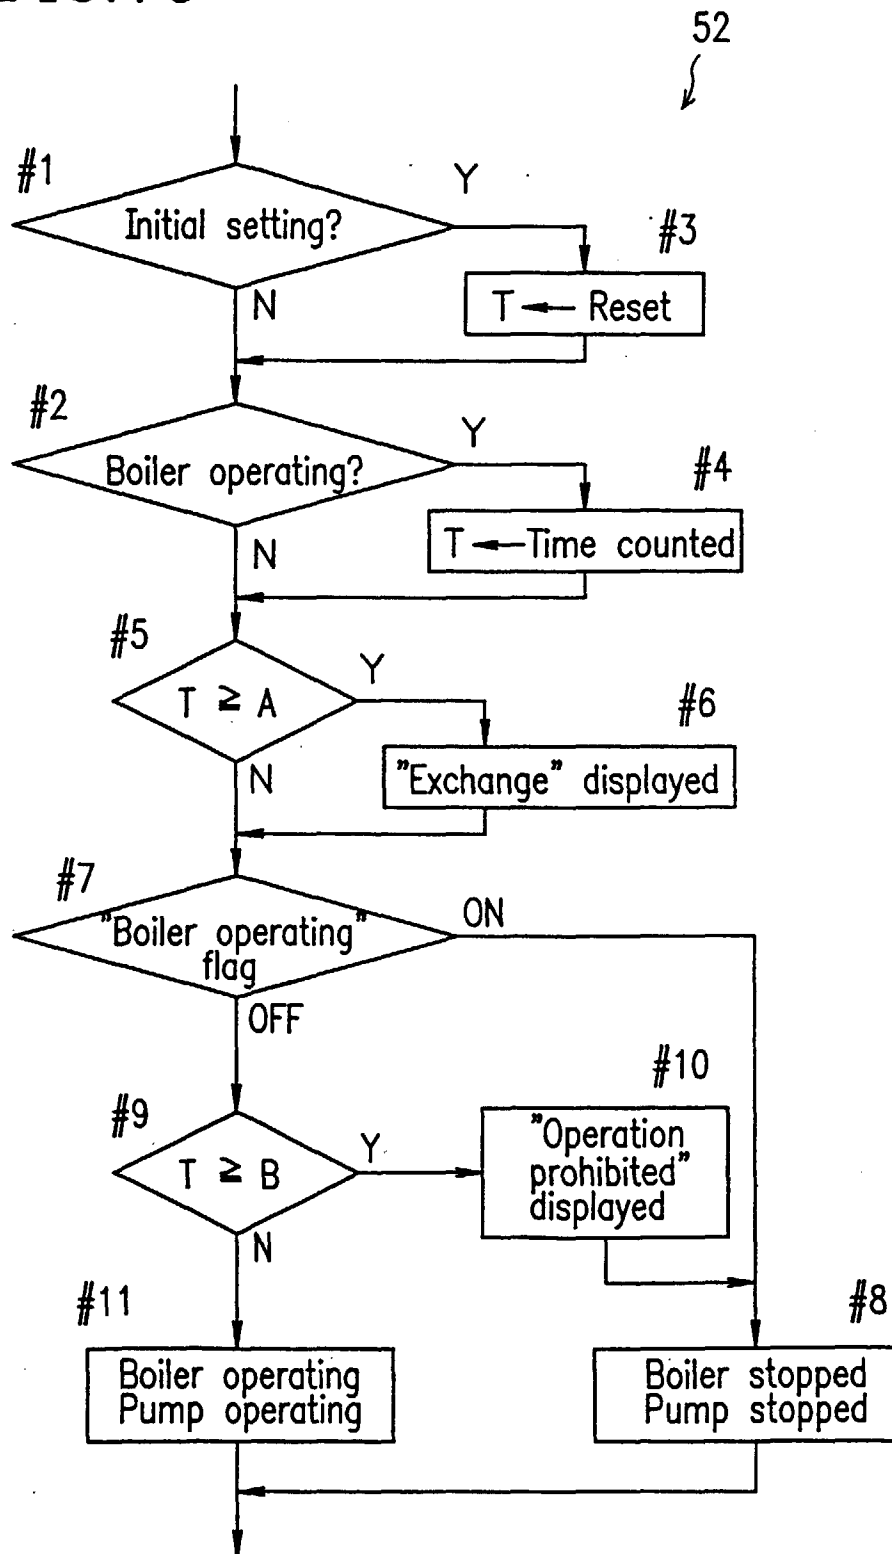 52
#1
Initial setting?
Y
N
#3
T ← Reset
#2
Boiler operating?
Y
N
#4
T ← Time counted
#5
T ≧ A
Y
N
#6
"Exchange" displayed
#7
"Boiler operating"
flag
ON
OFF
#9
T ≧ B
Y
N
#10
"Operation
prohibited"
displayed
#11
Boiler operating
Pump operating
#8
Boiler stopped
Pump stopped